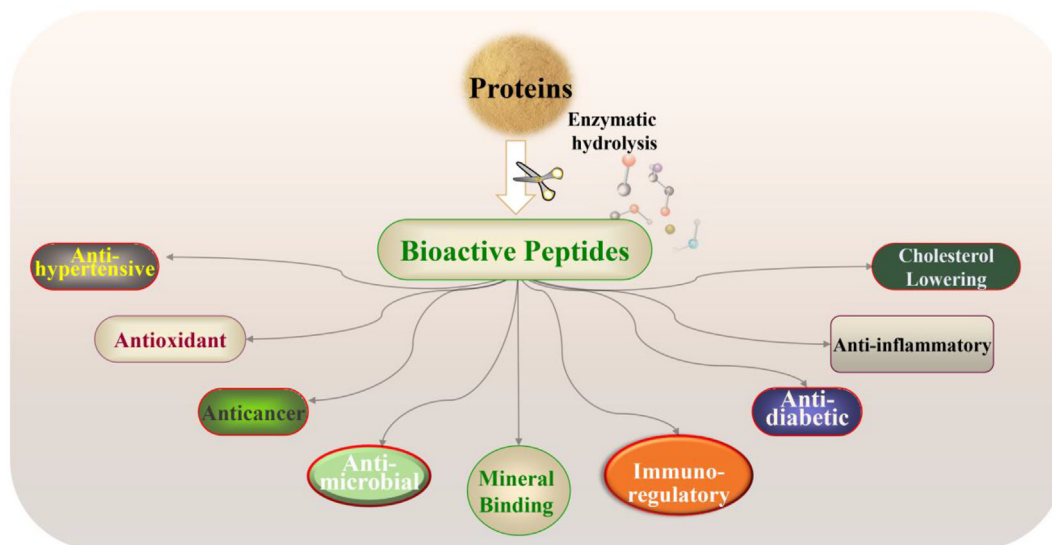 Proteins
Enzymatic
hydrolysis
Bioactive Peptides
Anti-
hypertensive
Cholesterol
Lowering
Antioxidant
Anti-inflammatory
Anticancer
Anti-
diabetic
Anti-
microbial
Mineral
Binding
Immuno-
regulatory